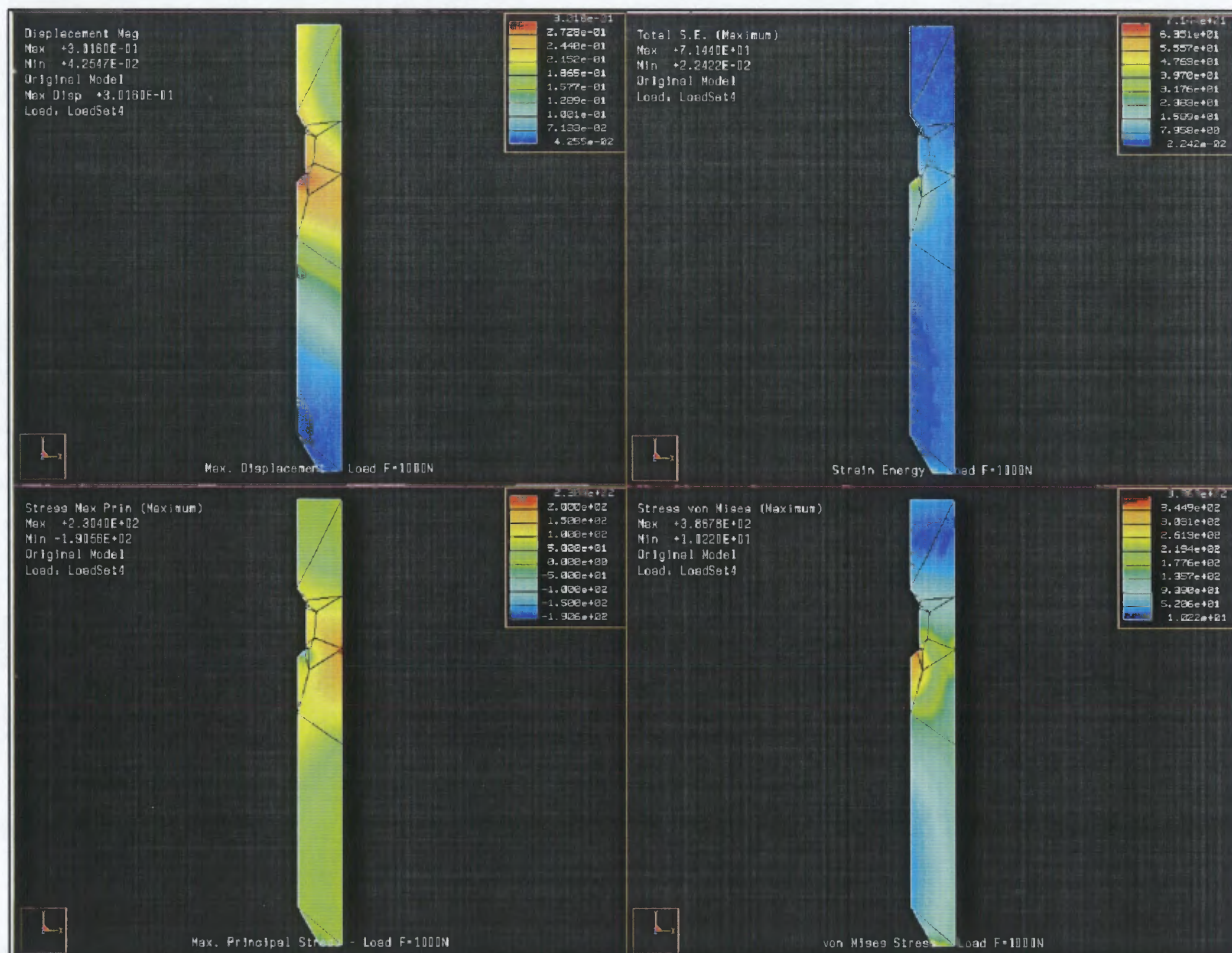 Displacement Mag
Max +3.0160E-01
Min +4.2547E-02
Original Model
Max Disp +3.0160E-01
Load: LoadSet4
2.728e-01
2.440e-01
2.152e-01
1.865e-01
1.577e-01
1.289e-01
1.001e-01
7.133e-02
4.255e-02
Max. Displacement - Load F=1000N
Total S.E. (Maximum)
Max +7.1440E+01
Min +2.2422E-02
Original Model
Load: LoadSet4
6.351e+01
5.557e+01
4.763e+01
3.970e+01
3.176e+01
2.383e+01
1.589e+01
7.958e+00
2.242e-02
Strain Energy - Load F=1000N
Stress Max Prin (Maximum)
Max +2.3040E+02
Min -1.9056E+02
Original Model
Load: LoadSet4
2.000e+02
1.500e+02
1.000e+02
5.000e+01
0.000e+00
-5.000e+01
-1.000e+02
-1.500e+02
-1.906e+02
Max. Principal Stress - Load F=1000N
Stress von Mises (Maximum)
Max +3.8678E+02
Min +1.0220E+01
Original Model
Load: LoadSet4
3.449e+02
3.031e+02
2.613e+02
2.194e+02
1.776e+02
1.357e+02
9.390e+01
5.206e+01
1.022e+01
von Mises Stress - Load F=1000N